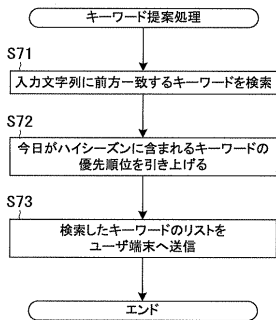 キーワード提案処理
S71
入力文字列に前方一致するキーワードを検索
S72
今日がハイシーズンに含まれるキーワードの
優先順位を引き上げる
S73
検索したキーワードのリストを
ユーザ端末へ送信
エンド